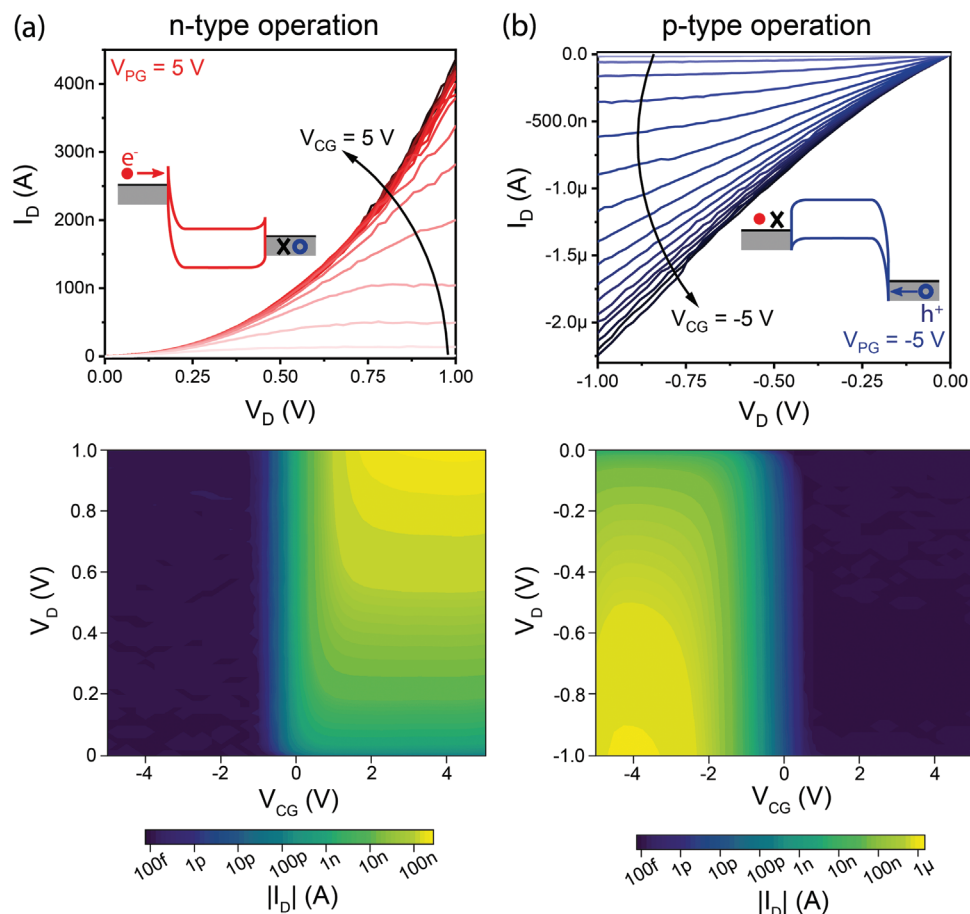 (a) n-type operation
V_PG = 5 V
e-
V_CG = 5 V
X
400n
300n
200n
100n
0
I_D (A)
0.00 0.25 0.50 0.75 1.00
V_D (V)
(b) p-type operation
0.0
-500.0n
-1.0μ
-1.5μ
-2.0μ
I_D (A)
X
V_CG = -5 V
h+
V_PG = -5 V
-1.00 -0.75 -0.50 -0.25 0.00
V_D (V)
1.0
0.8
0.6
0.4
0.2
0
V_D (V)
-4 -2 0 2 4
V_CG (V)
100f 1p 10p 100p 1n 10n 100n
|I_D| (A)
0.0
-0.2
-0.4
-0.6
-0.8
-1.0
V_D (V)
-4 -2 0 2 4
V_CG (V)
100f 1p 10p 100p 1n 10n 100n 1μ
|I_D| (A)